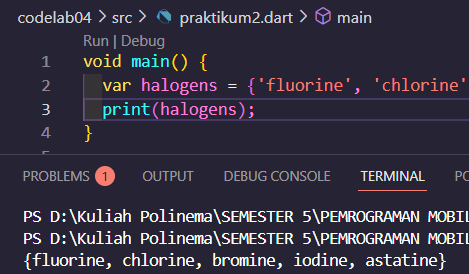 codelab04 > src > praktikum2.dart > main
Run | Debug
1 void main() {
2 var halogens = {'fluorine', 'chlorine'
3 print(halogens);
4 }
5
PROBLEMS 1 OUTPUT DEBUG CONSOLE TERMINAL
PS D:\Kuliah Polinema\SEMESTER 5\PEMROGRAMAN MOBIL
PS D:\Kuliah Polinema\SEMESTER 5\PEMROGRAMAN MOBIL
{fluorine, chlorine, bromine, iodine, astatine}